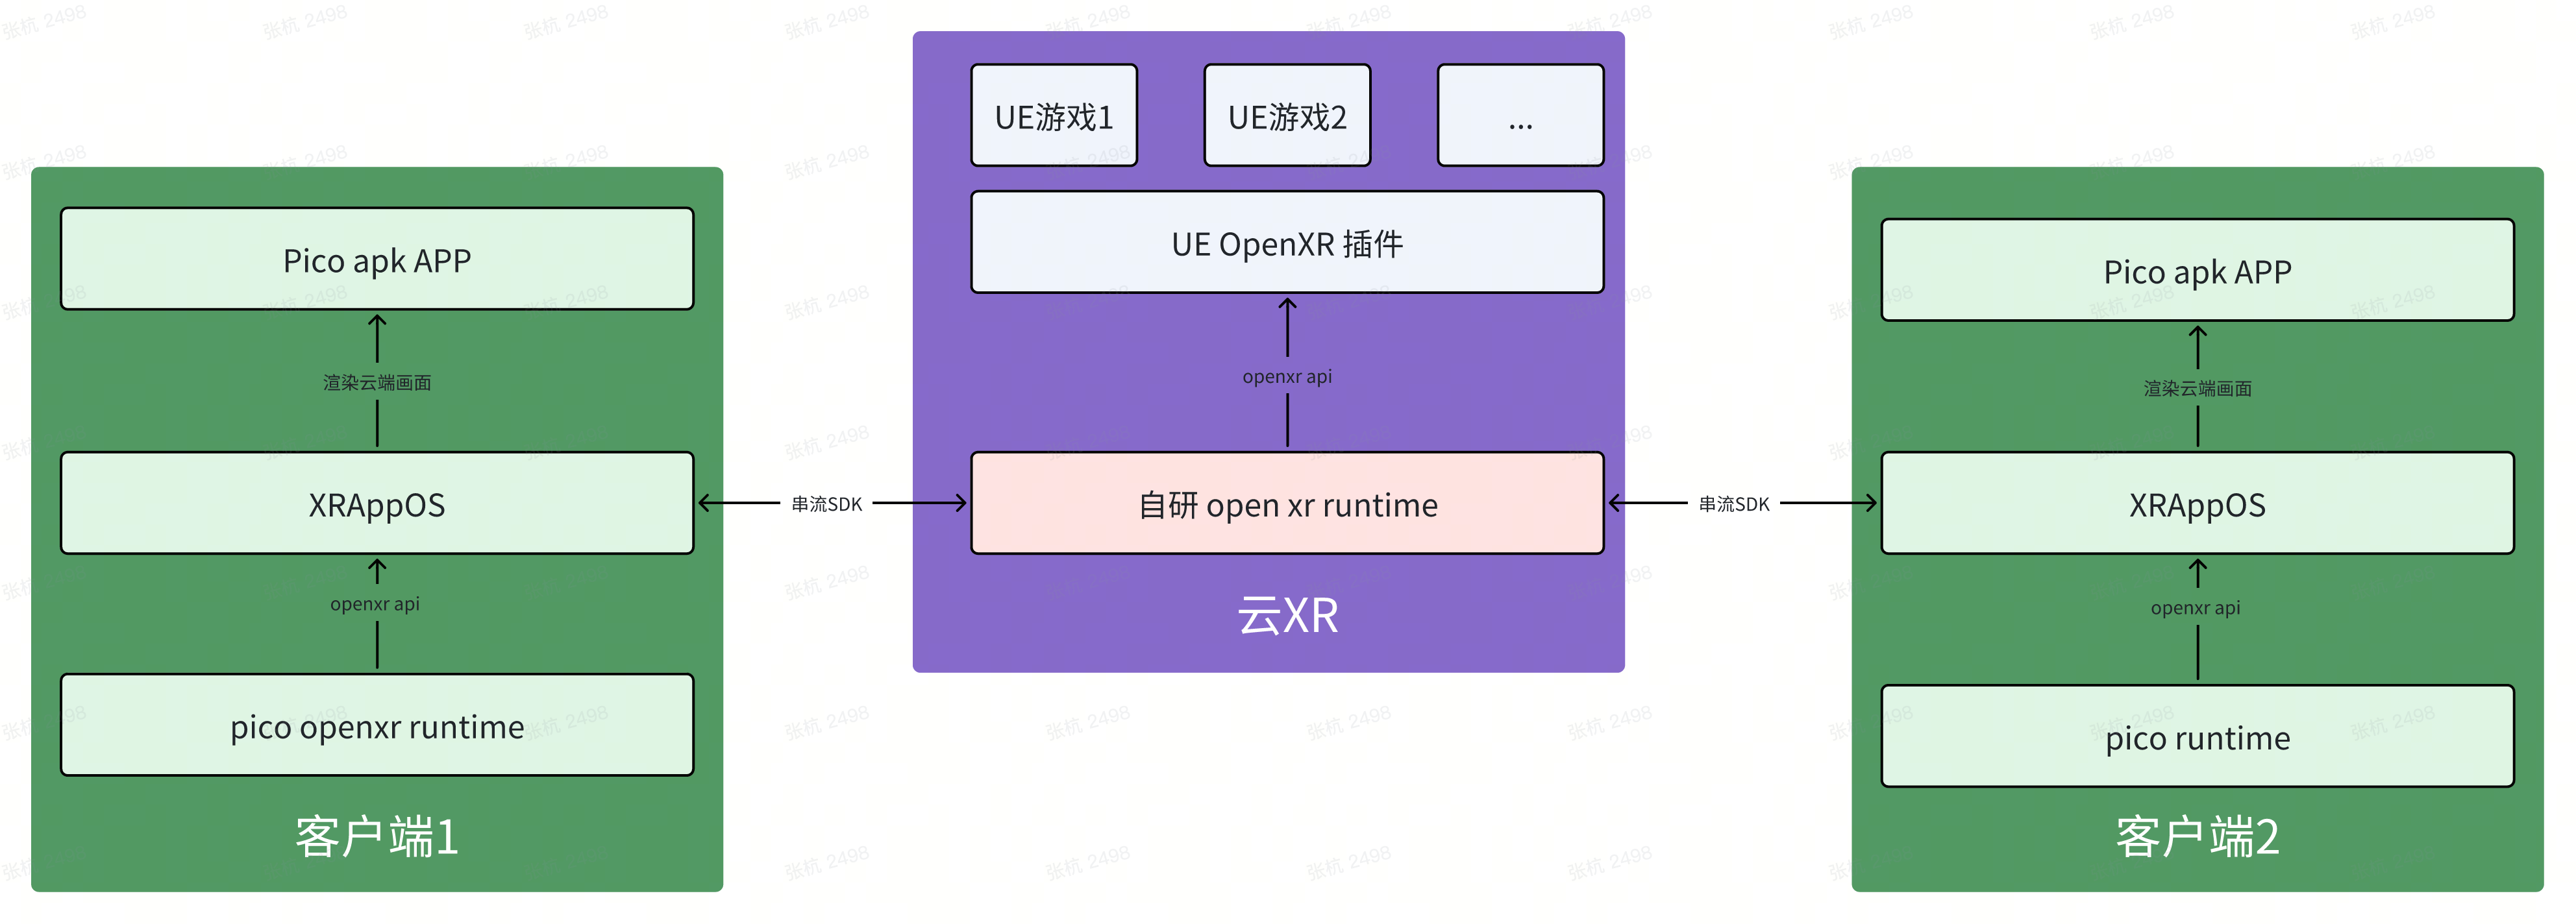 UE游戏1
UE游戏2
...
UE OpenXR 插件
openxr api
自研 open xr runtime
云XR
Pico apk APP
渲染云端画面
XRAppOS
openxr api
pico openxr runtime
客户端1
串流SDK
串流SDK
Pico apk APP
渲染云端画面
XRAppOS
openxr api
pico runtime
客户端2
张杭 2498